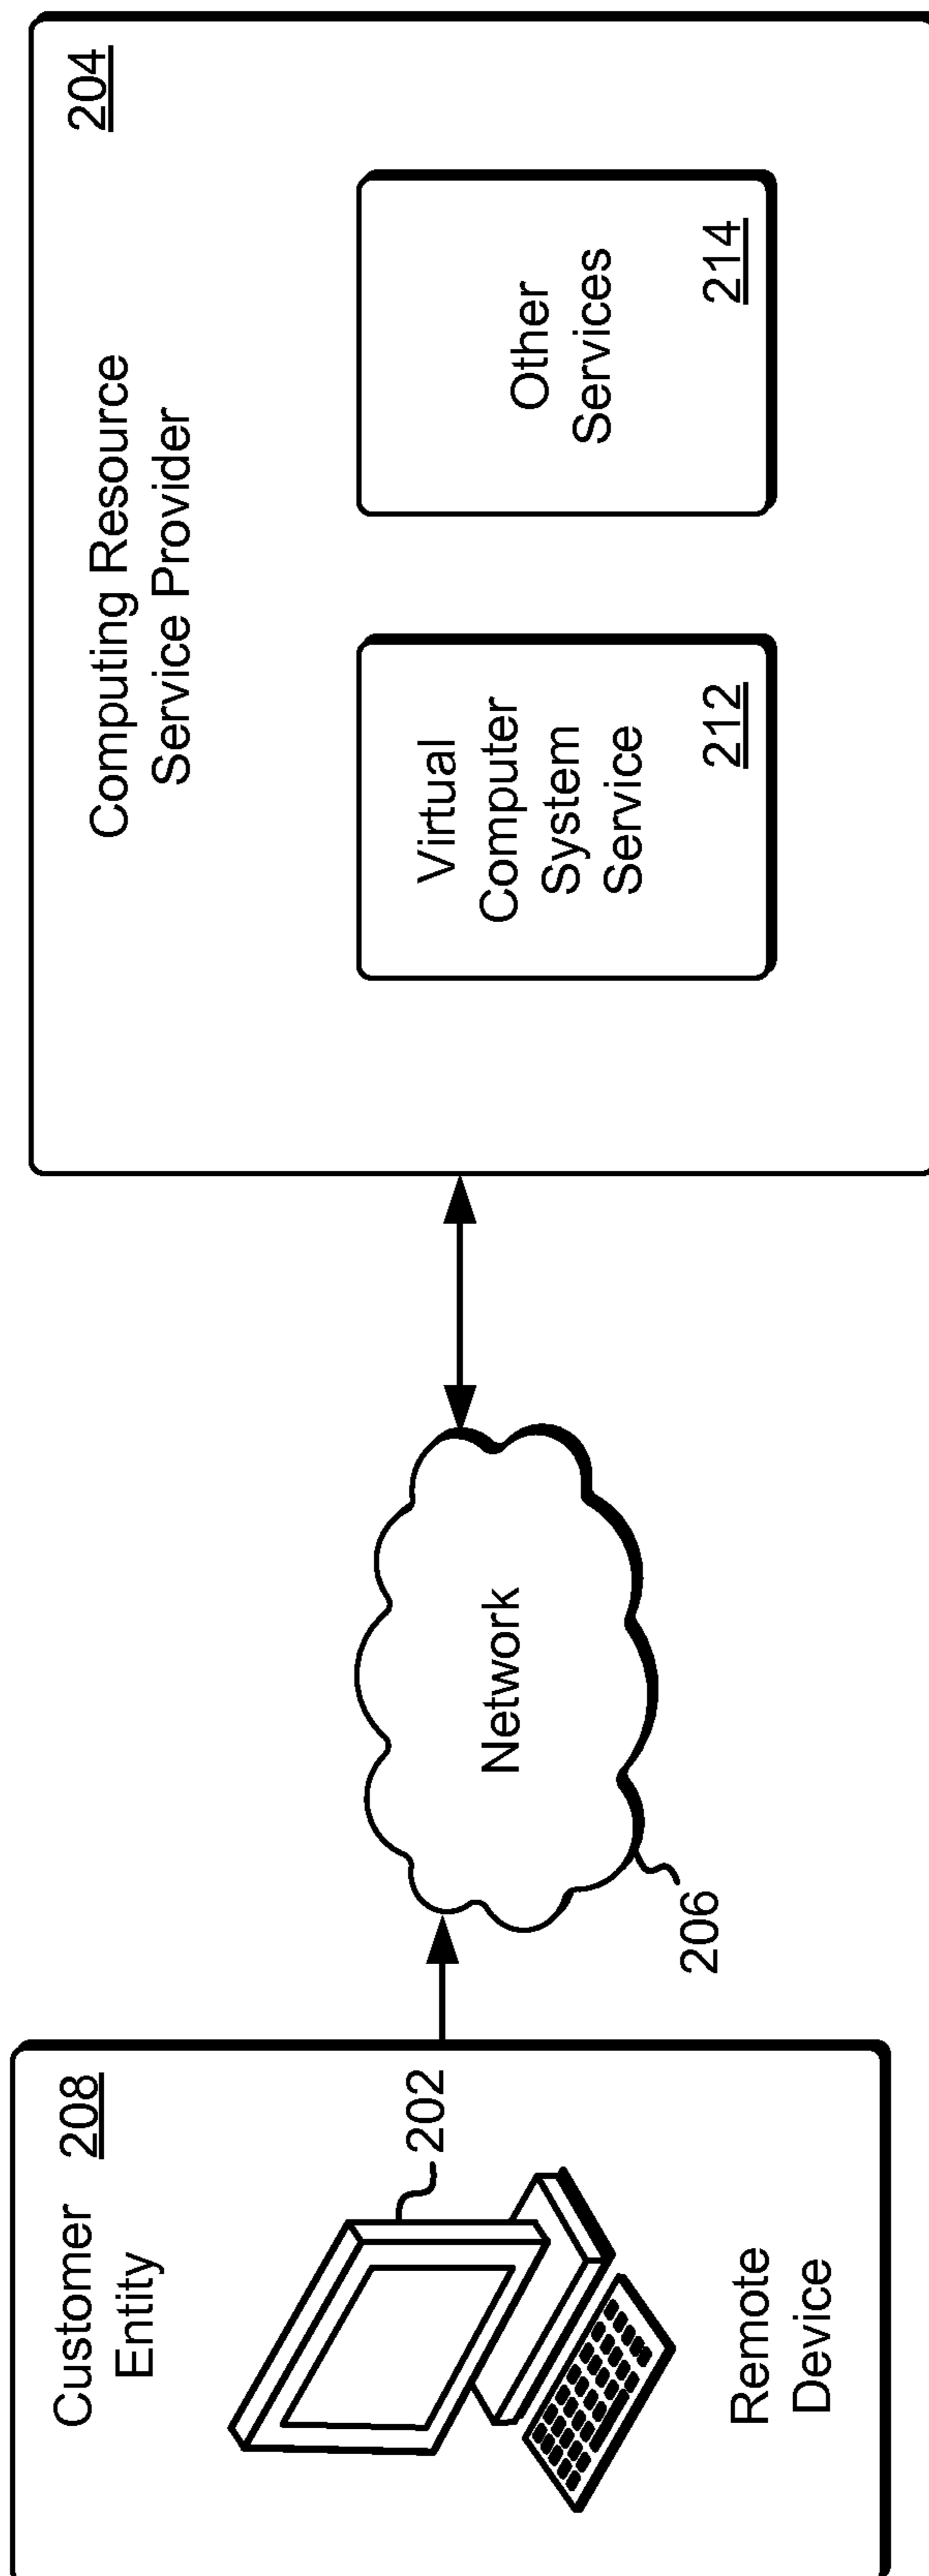 Customer
Entity
208
202
Remote
Device
Network
206
Computing Resource
Service Provider
204
Virtual
Computer
System
Service
212
Other
Services
214